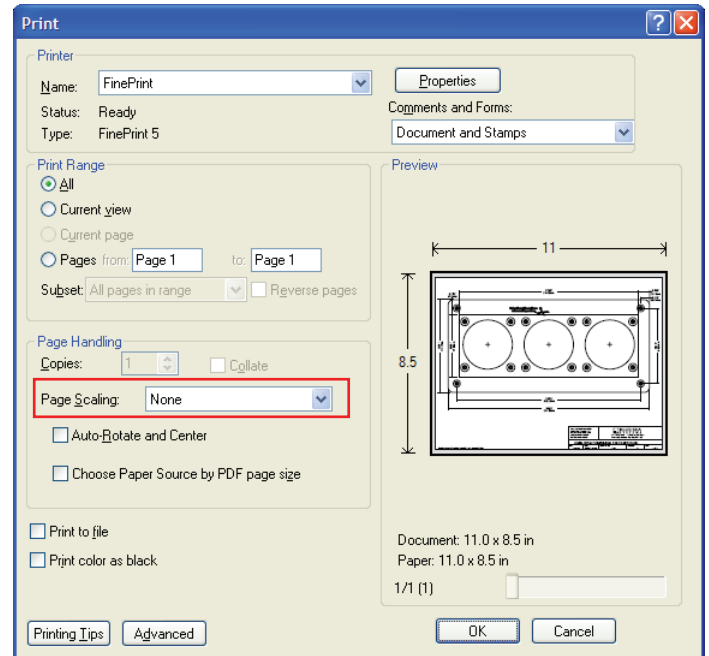 Print
Printer
Name: FinePrint
Properties
Status: Ready
Comments and Forms:
Type: FinePrint 5
Document and Stamps
Print Range
All
Current view
Current page
Pages from: Page 1 to: Page 1
Subset: All pages in range Reverse pages
Preview
11
8.5
Page Handling
Copies: 1 Collate
Page Scaling: None
Auto-Rotate and Center
Choose Paper Source by PDF page size
Print to file
Print color as black
Document: 11.0 x 8.5 in
Paper: 11.0 x 8.5 in
1/1 (1)
Printing Tips Advanced
OK Cancel